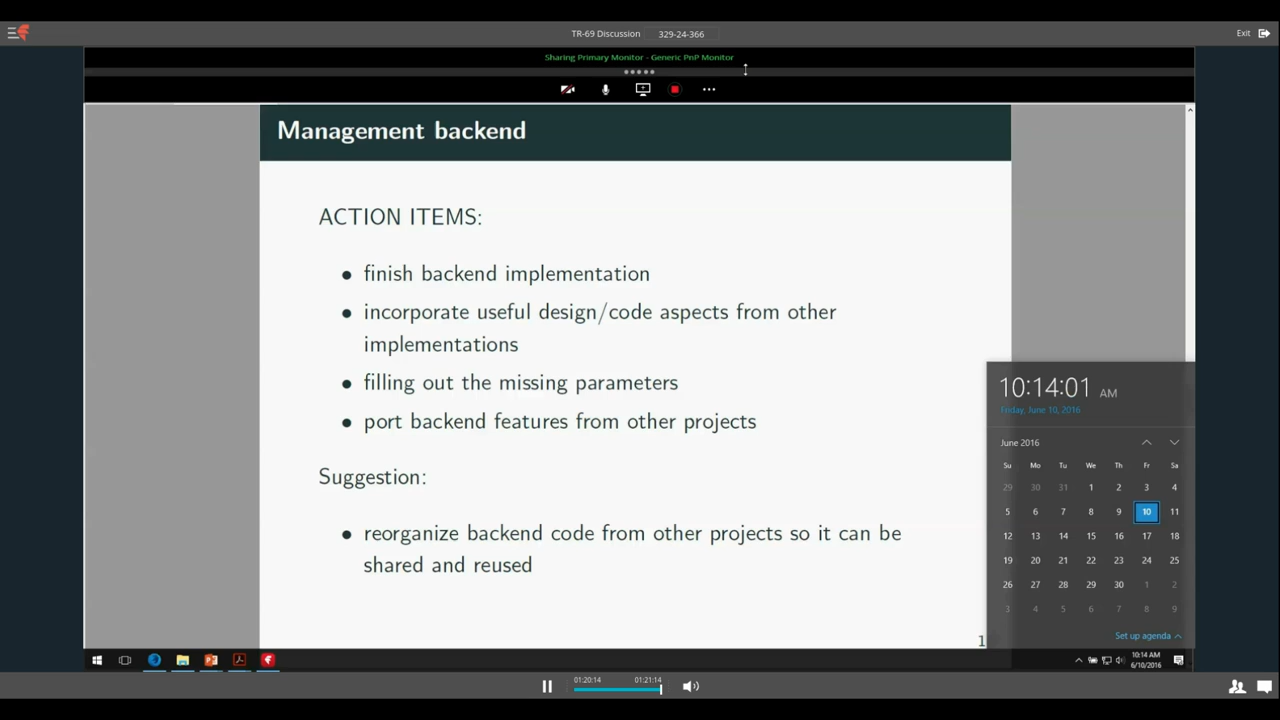 TR-69 Discussion 329-24-366 Exit
Sharing Primary Monitor - Generic PnP Monitor
Management backend
ACTION ITEMS:
• finish backend implementation
• incorporate useful design/code aspects from other
implementations
• filling out the missing parameters
• port backend features from other projects
Suggestion:
• reorganize backend code from other projects so it can be
shared and reused
1
10:14:01 AM
Friday, June 10, 2016
June 2016
Su Mo Tu We Th Fr Sa
29 30 31 1 2 3 4
5 6 7 8 9 10 11
12 13 14 15 16 17 18
19 20 21 22 23 24 25
26 27 28 29 30 1 2
3 4 5 6 7 8 9
Set up agenda
10:14 AM
6/10/2016
01:20:14 01:21:14